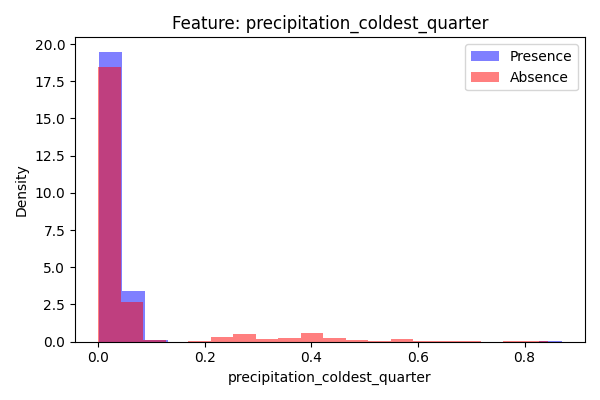 Feature: precipitation_coldest_quarter
20.0
17.5
15.0
12.5
10.0
7.5
5.0
2.5
0.0
Density
Presence
Absence
0.0 0.2 0.4 0.6 0.8
precipitation_coldest_quarter